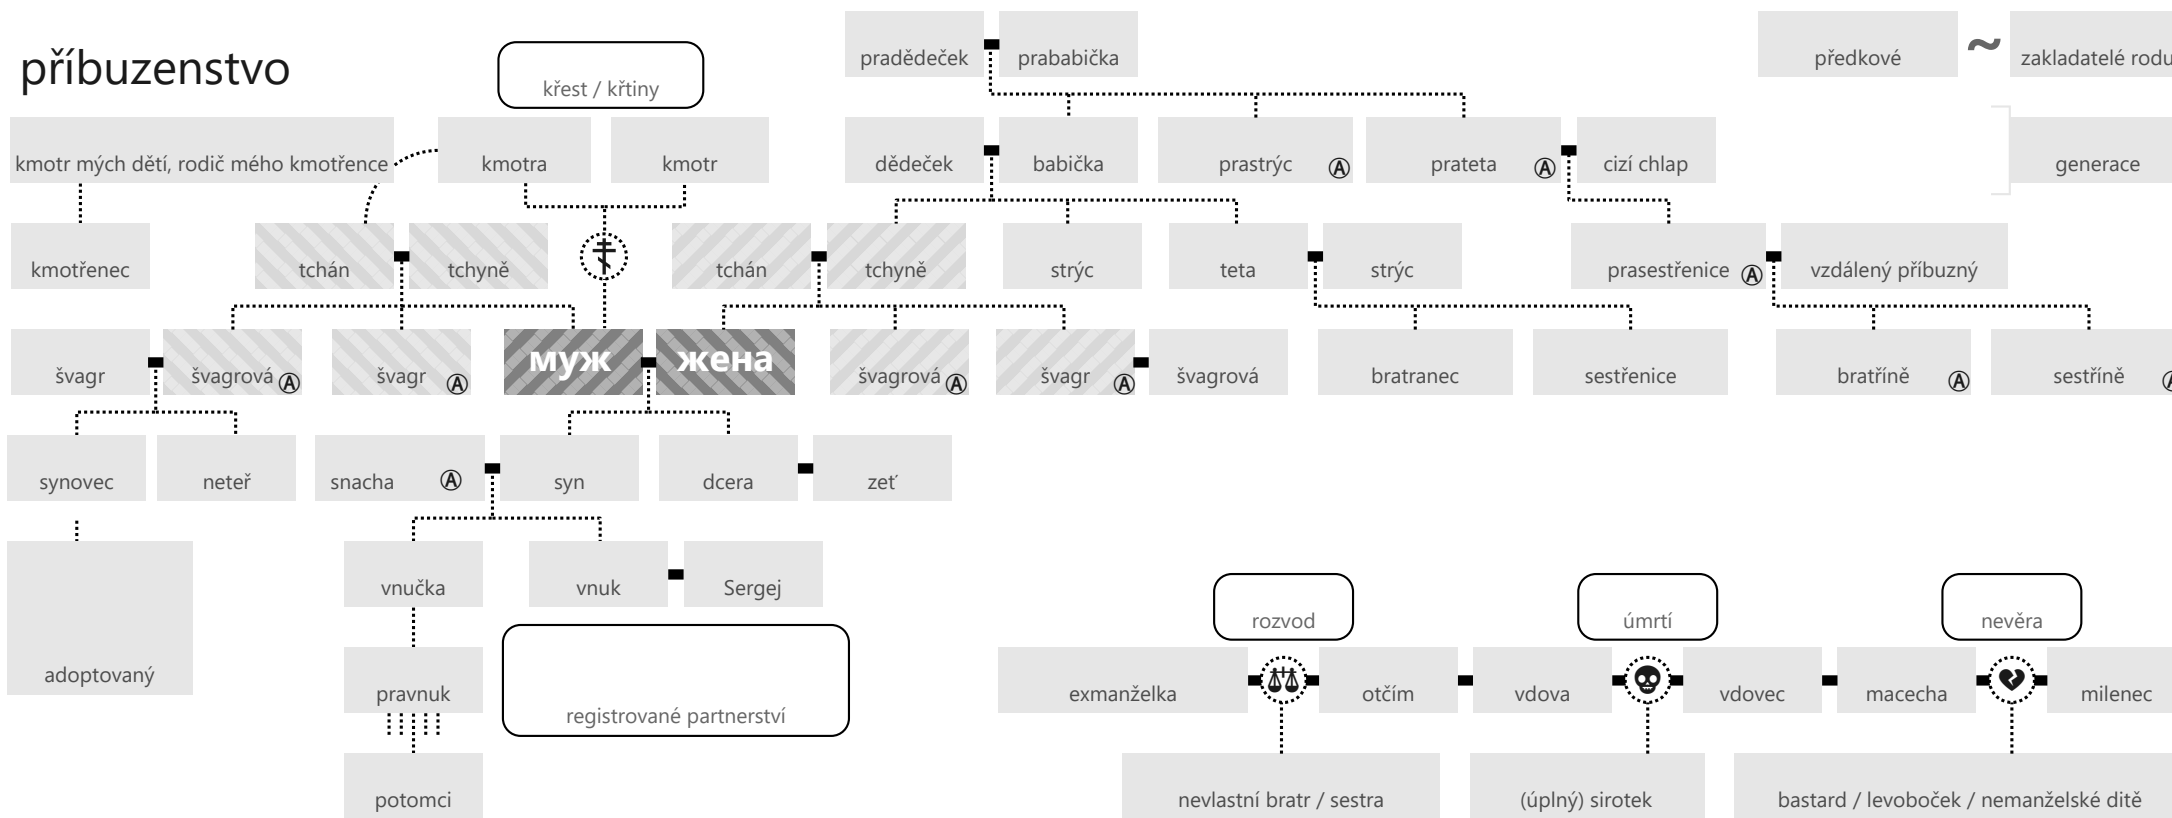 příbuzenstvo
křest / křtiny
pradědeček prababička
předkové ~ zakladatelé rodu
kmotr mých dětí, rodič mého kmotřence kmotra kmotr
dědeček babička prastrýc Ⓐ prateta Ⓐ cizí chlap
generace
kmotřenec tchán tchyně tchán tchyně strýc teta strýc prasestřenice Ⓐ vzdálený příbuzný
švagr švagrová Ⓐ švagr Ⓐ муж жена švagrová Ⓐ švagr Ⓐ švagrová bratranec sestřenice bratříně Ⓐ sestříně Ⓐ
synovec neteř snacha Ⓐ syn dcera zeť
adoptovaný
vnučka vnuk Sergej
pravnuk
registrované partnerství
potomci
rozvod úmrtí nevěra
exmanželka otčím vdova vdovec macecha milenec
nevlastní bratr / sestra (úplný) sirotek bastard / levoboček / nemanželské dítě